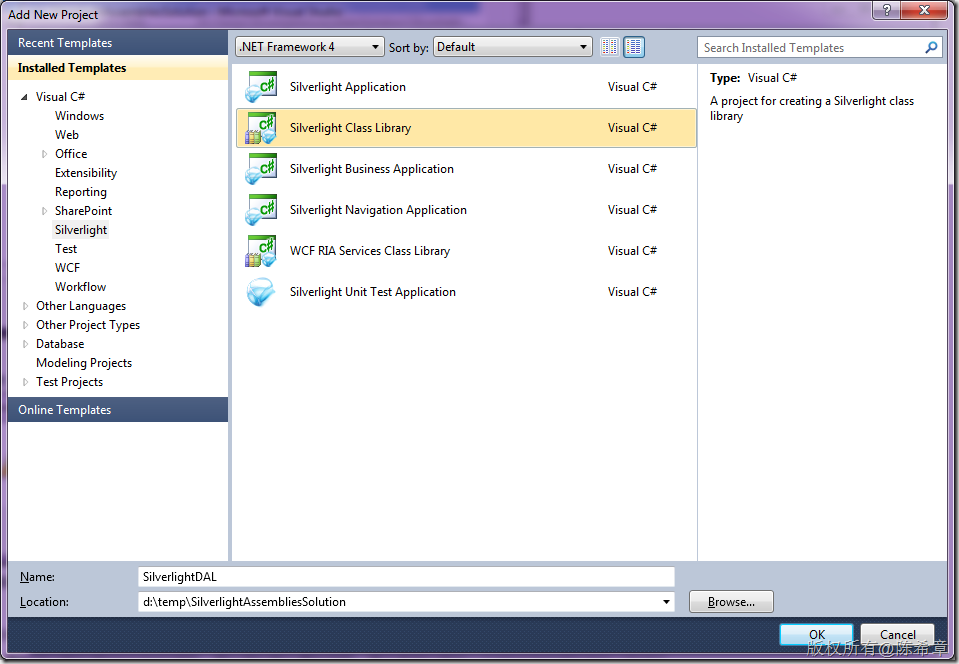 Add New Project
Recent Templates
Installed Templates
Visual C#
Windows
Web
Office
Extensibility
Reporting
SharePoint
Silverlight
Test
WCF
Workflow
Other Languages
Other Project Types
Database
Modeling Projects
Test Projects
Online Templates
.NET Framework 4 Sort by: Default
Silverlight Application Visual C#
Silverlight Class Library Visual C#
Silverlight Business Application Visual C#
Silverlight Navigation Application Visual C#
WCF RIA Services Class Library Visual C#
Silverlight Unit Test Application Visual C#
Search Installed Templates
Type: Visual C#
A project for creating a Silverlight class
library
Name: SilverlightDAL
Location: d:\temp\SilverlightAssembliesSolution Browse...
OK Cancel
版权所有@陈希章